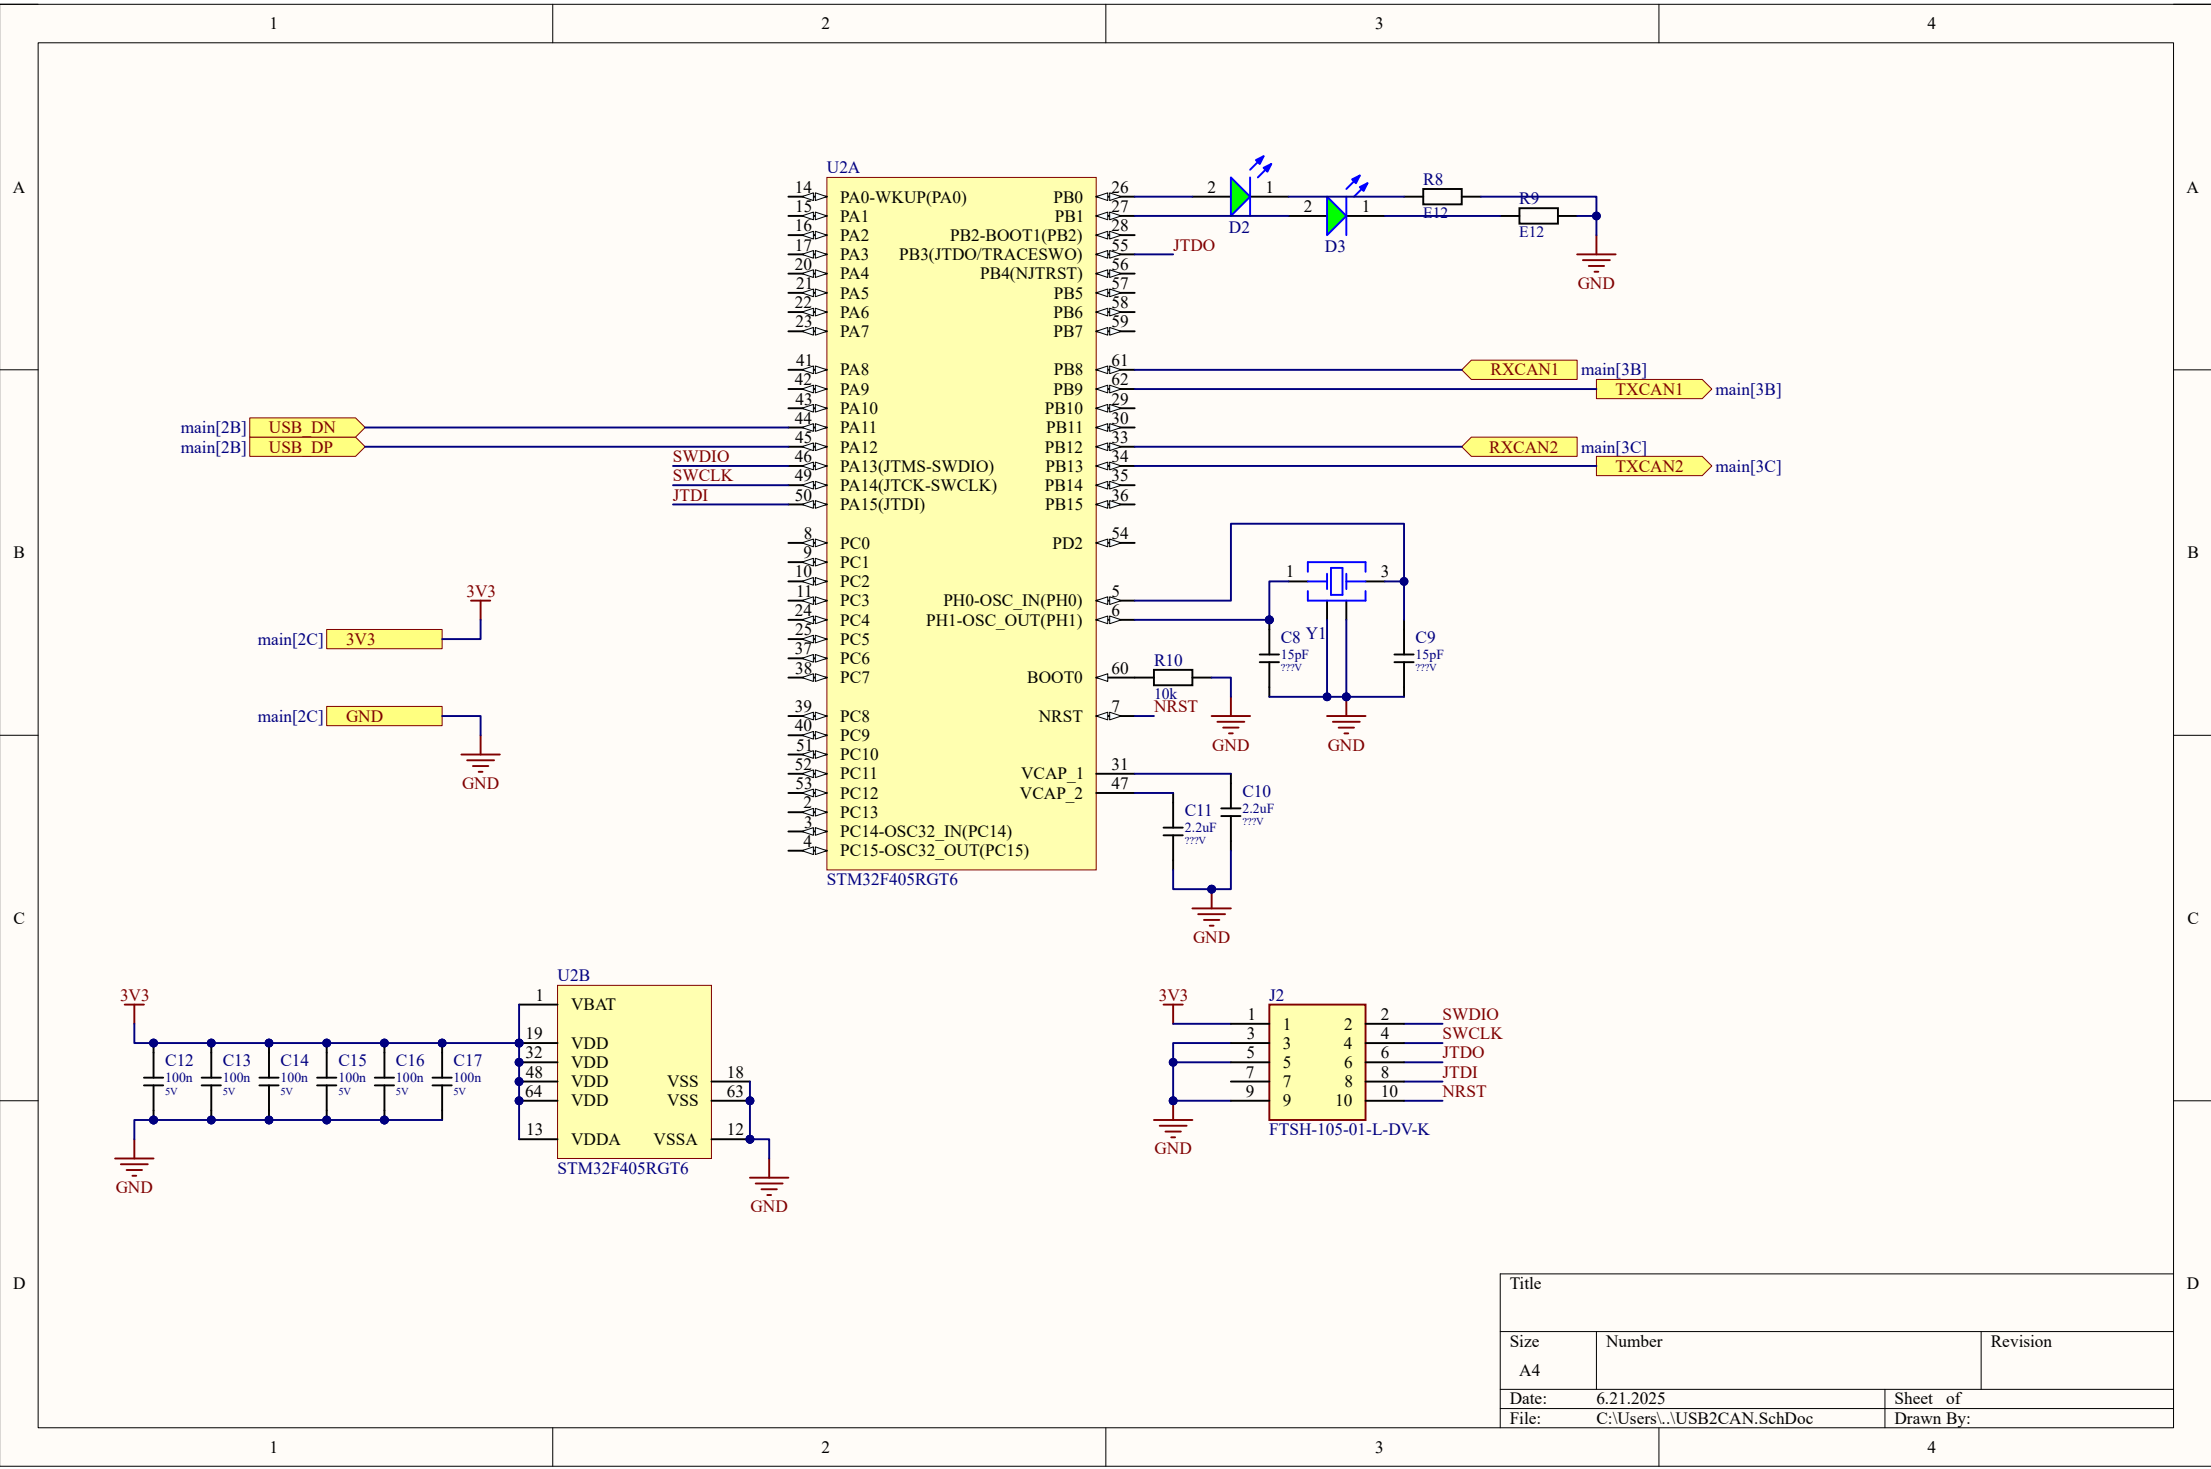 1 2 3 4
A A
B B
C C
D D
1 2 3 4
U2A
14 PA0-WKUP(PA0)
15 PA1
16 PA2
17 PA3
20 PA4
21 PA5
22 PA6
23 PA7
41 PA8
42 PA9
43 PA10
44 PA11
45 PA12
46 PA13(JTMS-SWDIO)
49 PA14(JTCK-SWCLK)
50 PA15(JTDI)
8 PC0
9 PC1
10 PC2
11 PC3
24 PC4
25 PC5
37 PC6
38 PC7
39 PC8
40 PC9
51 PC10
52 PC11
53 PC12
2 PC13
3 PC14-OSC32_IN(PC14)
4 PC15-OSC32_OUT(PC15)
PB0 26
PB1 27
PB2-BOOT1(PB2) 28
PB3(JTDO/TRACESWO) 55
PB4(NJTRST) 56
PB5 57
PB6 58
PB7 59
PB8 61
PB9 62
PB10 29
PB11 30
PB12 33
PB13 34
PB14 35
PB15 36
PD2 54
PH0-OSC_IN(PH0) 5
PH1-OSC_OUT(PH1) 6
BOOT0 60
NRST 7
VCAP_1 31
VCAP_2 47
STM32F405RGT6
2 1
D2
2 1
D3
R8
E12
R9
E12
GND
JTDO
RXCAN1 main[3B]
TXCAN1 main[3B]
RXCAN2 main[3C]
TXCAN2 main[3C]
main[2B] USB_DN
main[2B] USB_DP
SWDIO
SWCLK
JTDI
3V3
main[2C] 3V3
main[2C] GND
GND
1 3
Y1
C8
15pF
???V
C9
15pF
???V
GND
R10
10k
NRST
GND
C10
2.2uF
???V
C11
2.2uF
???V
GND
3V3
C12
100n
5V
C13
100n
5V
C14
100n
5V
C15
100n
5V
C16
100n
5V
C17
100n
5V
GND
U2B
1 VBAT
19 VDD
32 VDD
48 VDD VSS 18
64 VDD VSS 63
13 VDDA VSSA 12
STM32F405RGT6
GND
3V3
J2
1 1 2 2 SWDIO
3 3 4 4 SWCLK
5 5 6 6 JTDO
7 7 8 8 JTDI
9 9 10 10 NRST
FTSH-105-01-L-DV-K
GND
Title
Size Number Revision
A4
Date: 6.21.2025 Sheet of
File: C:\Users\..\USB2CAN.SchDoc Drawn By: